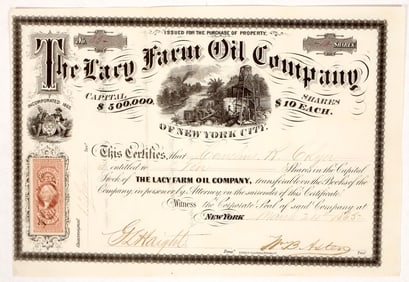 ISSUED FOR THE PURCHASE OF PROPERTY.
No
SHARES
The Lacy Farm Oil Company
CAPITAL
$500,000.
SHARES
$10 EACH.
OF NEW YORK CITY.
INCORPORATED
This Certifies, that
is entitled to
Shares in the Capital
Stock of THE LACY FARM OIL COMPANY, transferable on the Books of the
Company, in person or by Attorney, on the surrender of this Certificate.
Witness the Corporate Seal of said Company at
NEW YORK
1865